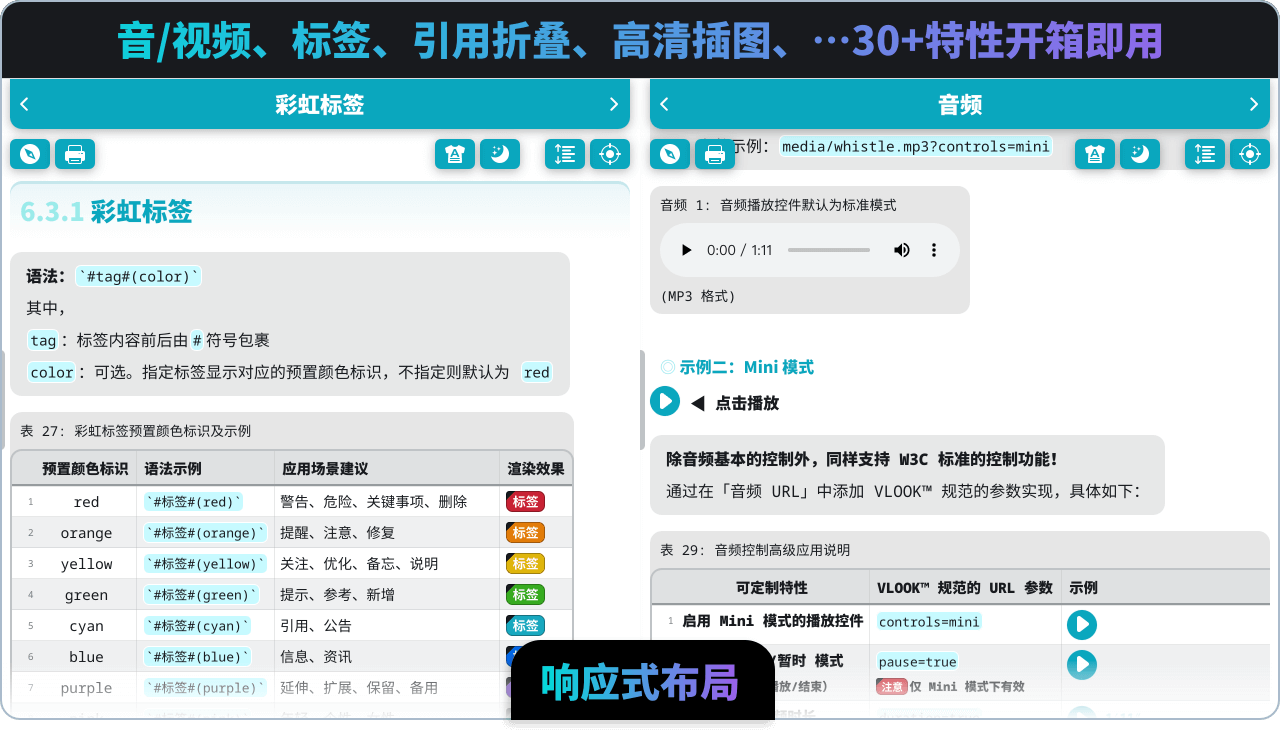 音/视频、标签、引用折叠、高清插图、…30+特性开箱即用
彩虹标签
6.3.1 彩虹标签
语法：`#tag#(color)`
其中，
tag：标签内容前后由 # 符号包裹
color：可选。指定标签显示对应的预置颜色标识，不指定则默认为 red
表 27: 彩虹标签预置颜色标识及示例
预置颜色标识 语法示例 应用场景建议 渲染效果
1 red `#标签#(red)` 警告、危险、关键事项、删除 标签
2 orange `#标签#(orange)` 提醒、注意、修复 标签
3 yellow `#标签#(yellow)` 关注、优化、备忘、说明 标签
4 green `#标签#(green)` 提示、参考、新增 标签
5 cyan `#标签#(cyan)` 引用、公告 标签
6 blue `#标签#(blue)` 信息、资讯
7 purple `#标签#(purple)` 延伸、扩展、保留、备用
音频
示例：media/whistle.mp3?controls=mini
音频 1: 音频播放控件默认为标准模式
0:00 / 1:11
(MP3 格式)
◎ 示例二：Mini 模式
◀ 点击播放
除音频基本的控制外，同样支持 W3C 标准的控制功能！
通过在「音频 URL」中添加 VLOOK™ 规范的参数实现，具体如下：
表 29: 音频控制高级应用说明
可定制特性 VLOOK™ 规范的 URL 参数 示例
1 启用 Mini 模式的播放控件 controls=mini
/暂时 模式 pause=true
放/结束） 注意 仅 Mini 模式下有效
响应式布局